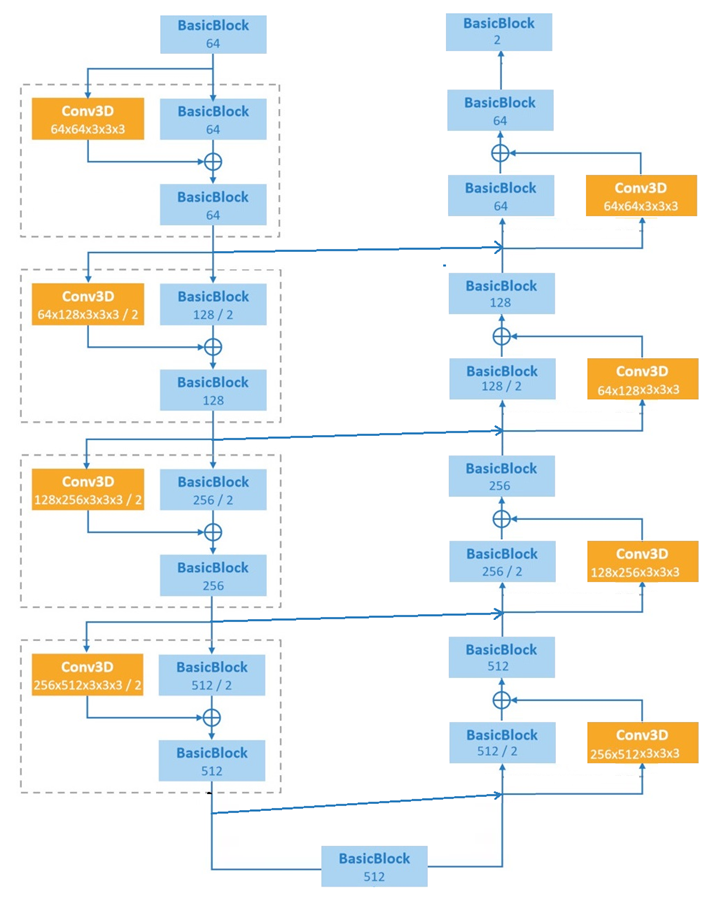 BasicBlock
64
Conv3D
64x64x3x3x3
BasicBlock
64
BasicBlock
64
Conv3D
64x128x3x3x3 / 2
BasicBlock
128 / 2
BasicBlock
128
Conv3D
128x256x3x3x3 / 2
BasicBlock
256 / 2
BasicBlock
256
Conv3D
256x512x3x3x3 / 2
BasicBlock
512 / 2
BasicBlock
512
BasicBlock
512
BasicBlock
2
BasicBlock
64
BasicBlock
64
Conv3D
64x64x3x3x3
BasicBlock
128
BasicBlock
128 / 2
Conv3D
64x128x3x3x3
BasicBlock
256
BasicBlock
256 / 2
Conv3D
128x256x3x3x3
BasicBlock
512
BasicBlock
512 / 2
Conv3D
256x512x3x3x3